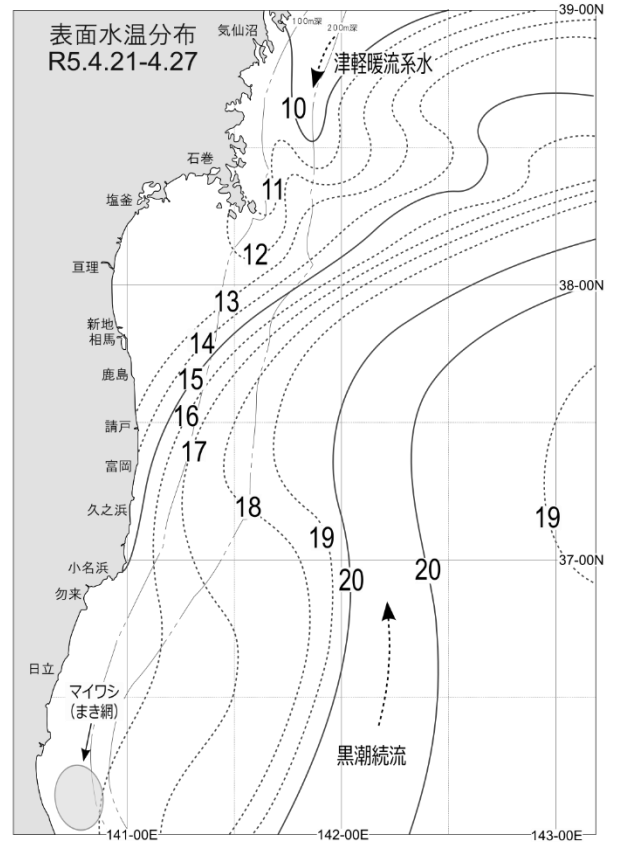 表面水温分布
R5.4.21-4.27
気仙沼
100m深
200m深
39-00N
津軽暖流系水
10
石巻
11
塩釜
12
亘理
38-00N
13
新地
相馬
14
鹿島
15
16
請戸
17
富岡
久之浜
18
19
19
小名浜
37-00N
20
20
勿来
日立
マイワシ
(まき網)
黒潮続流
141-00E
142-00E
143-00E